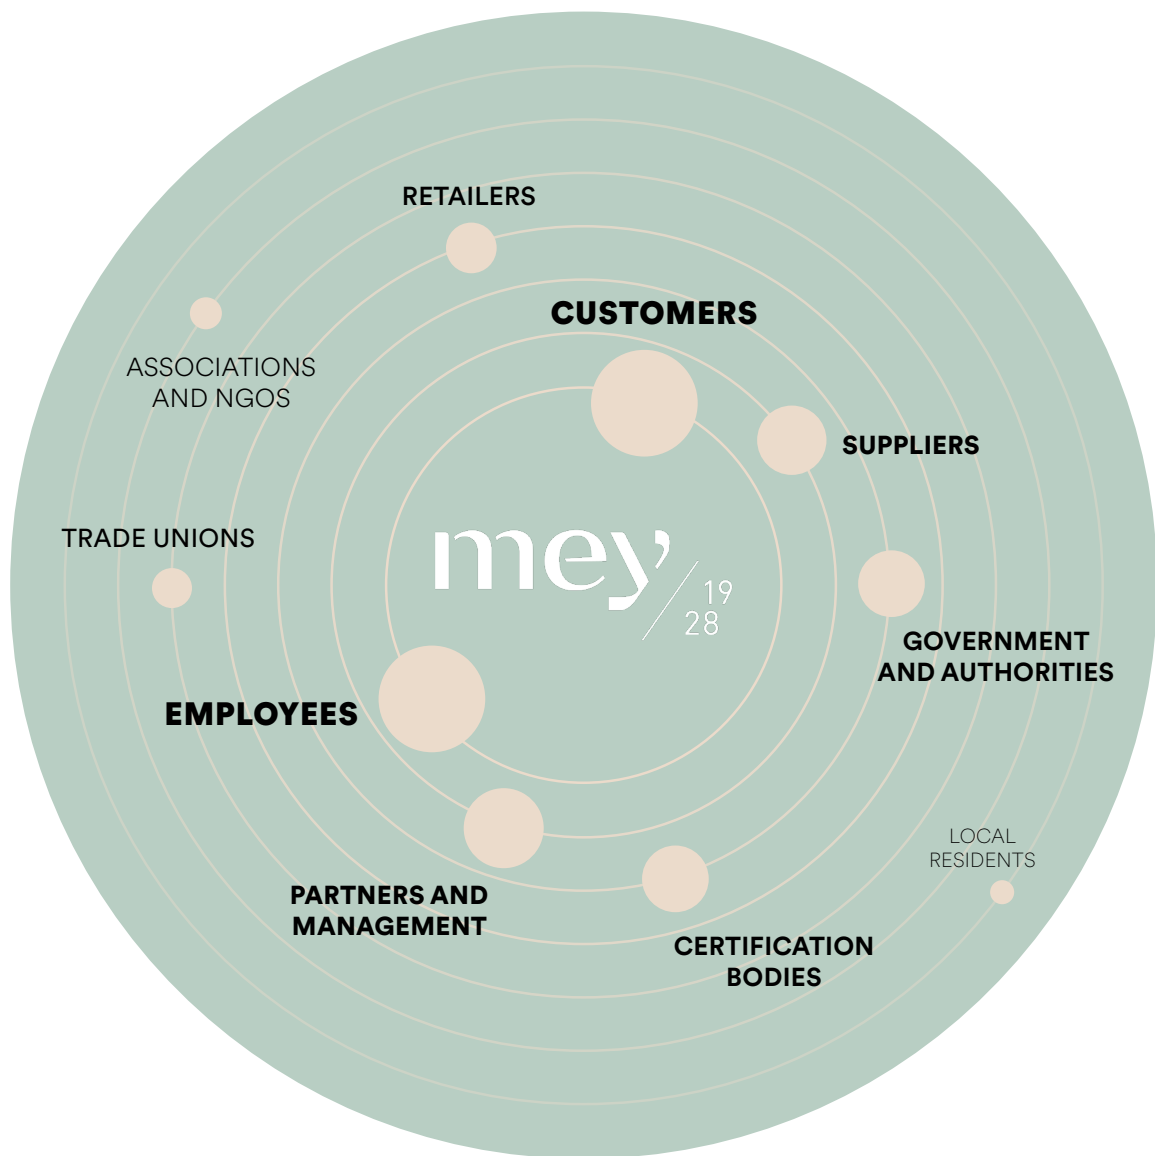 RETAILERS
CUSTOMERS
ASSOCIATIONS
AND NGOS
SUPPLIERS
TRADE UNIONS
mey
19
28
GOVERNMENT
AND AUTHORITIES
EMPLOYEES
LOCAL
RESIDENTS
PARTNERS AND
MANAGEMENT
CERTIFICATION
BODIES